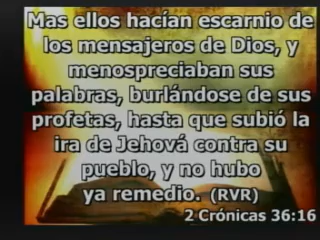 Mas ellos hacían escarnio de
los mensajeros de Dios, y
menospreciaban sus
palabras, burlándose de sus
profetas, hasta que subió la
ira de Jehová contra su
pueblo, y no hubo
ya remedio. (RVR)
2 Crónicas 36:16